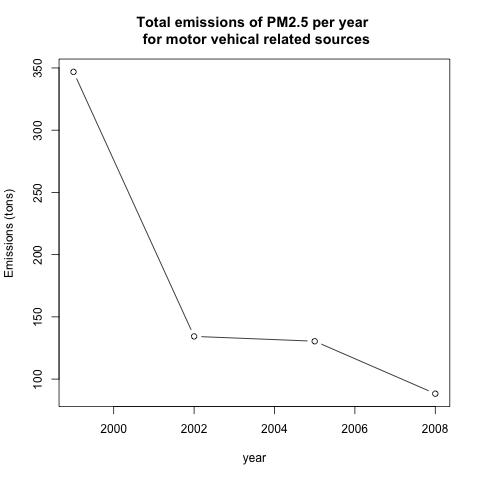 Total emissions of PM2.5 per year
for motor vehical related sources
Emissions (tons)
350
300
250
200
150
100
2000 2002 2004 2006 2008
year